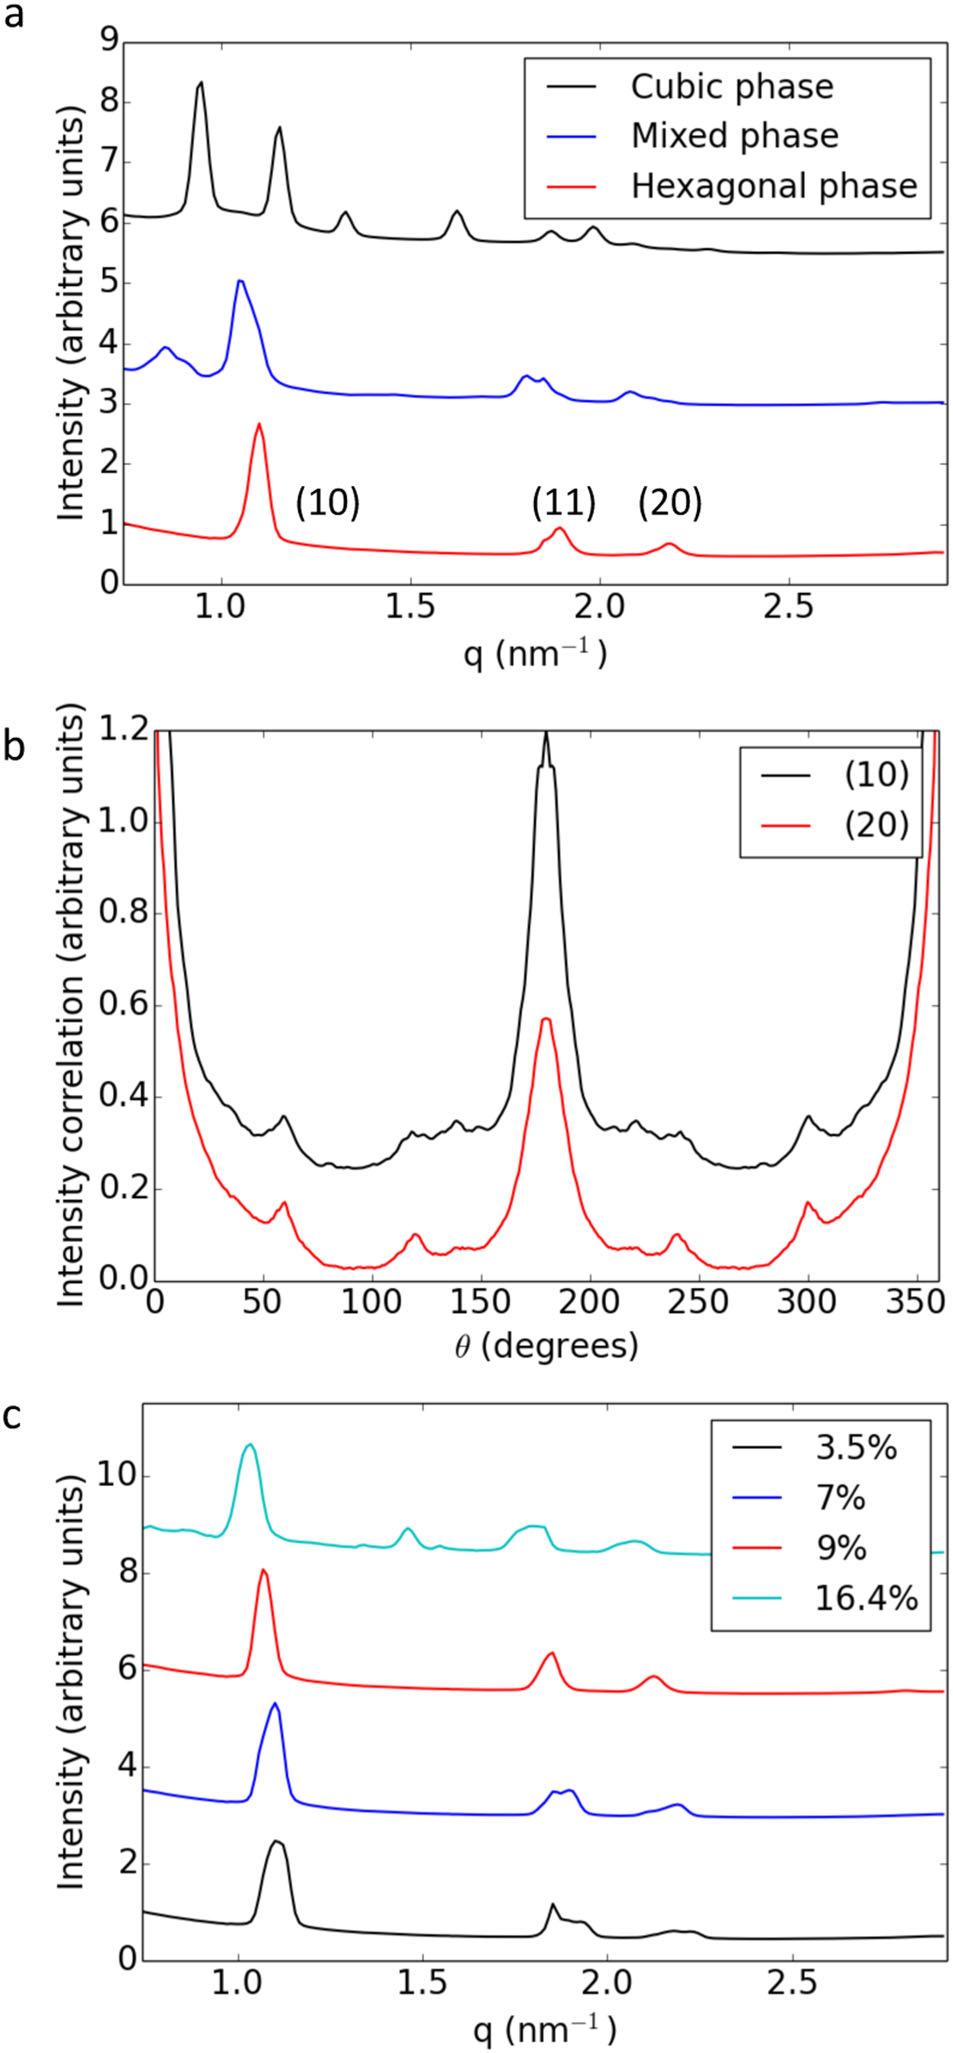 a
9
8
7
6
5
4
3
2
1
0
Intensity (arbitrary units)
Cubic phase
Mixed phase
Hexagonal phase
(10) (11) (20)
1.0 1.5 2.0 2.5
q (nm⁻¹)
b
1.2
1.0
0.8
0.6
0.4
0.2
0.0
Intensity correlation (arbitrary units)
(10)
(20)
0 50 100 150 200 250 300 350
θ (degrees)
c
10
8
6
4
2
0
Intensity (arbitrary units)
3.5%
7%
9%
16.4%
1.0 1.5 2.0 2.5
q (nm⁻¹)